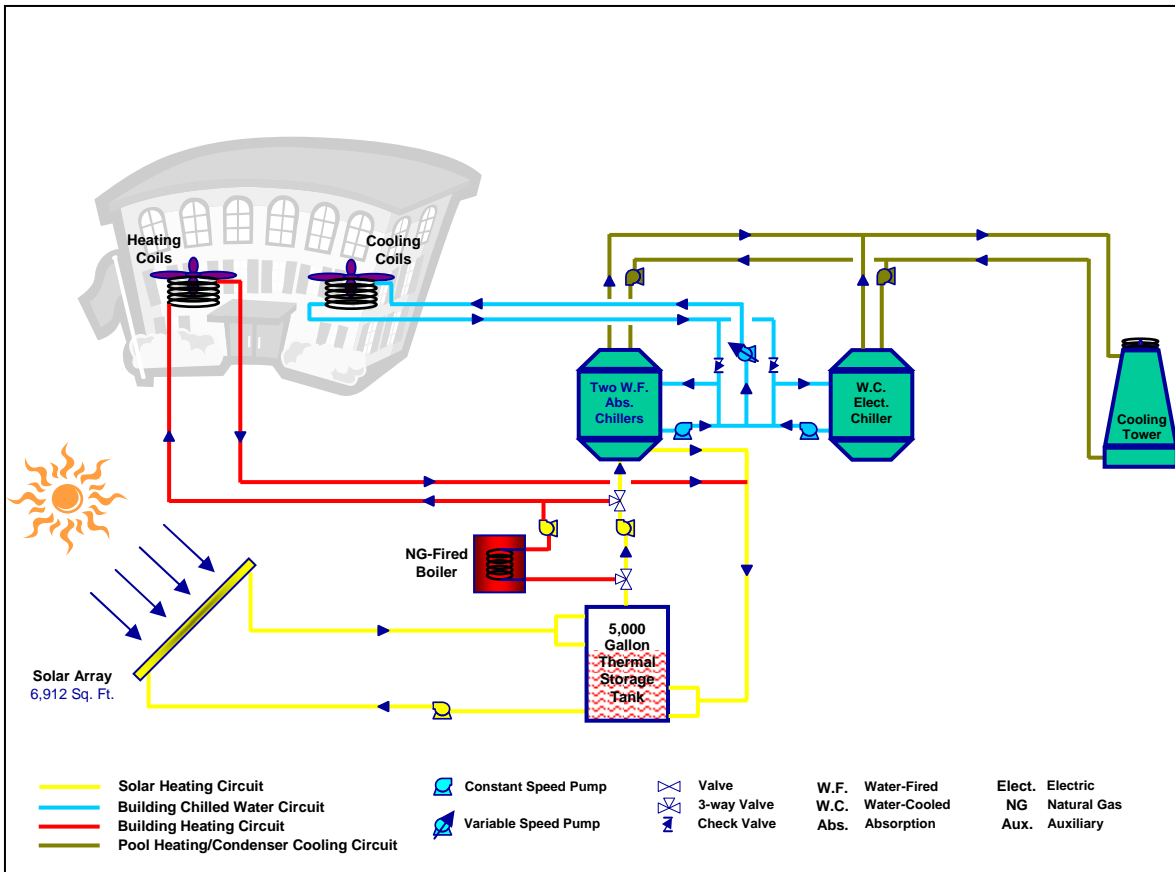 Heating
Coils
Cooling
Coils
Two W.F.
Abs.
Chillers
W.C.
Elect.
Chiller
Cooling
Tower
NG-Fired
Boiler
5,000
Gallon
Thermal
Storage
Tank
Solar Array
6,912 Sq. Ft.
Solar Heating Circuit
Building Chilled Water Circuit
Building Heating Circuit
Pool Heating/Condenser Cooling Circuit
Constant Speed Pump
Variable Speed Pump
Valve
3-way Valve
Check Valve
W.F. Water-Fired
W.C. Water-Cooled
Abs. Absorption
Elect. Electric
NG Natural Gas
Aux. Auxiliary